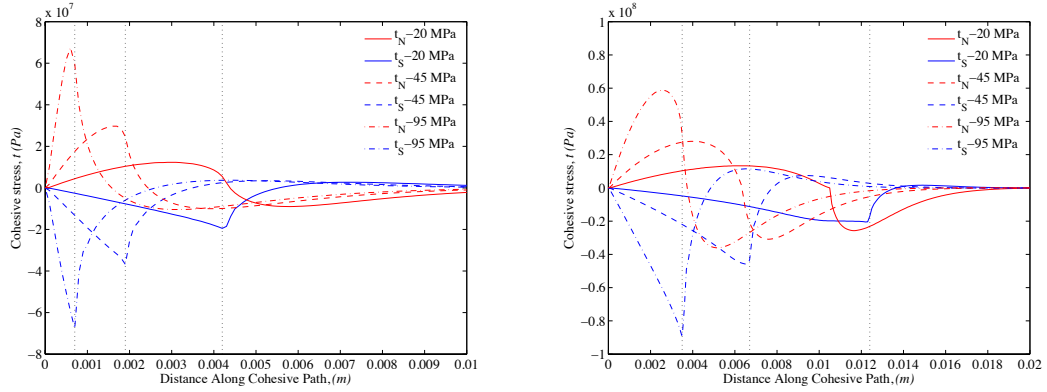 x 10^7
8
6
4
2
0
−2
−4
−6
−8
Cohesive stress, t (Pa)
0 0.001 0.002 0.003 0.004 0.005 0.006 0.007 0.008 0.009 0.01
Distance Along Cohesive Path, (m)
t_N−20 MPa
t_S−20 MPa
t_N−45 MPa
t_S−45 MPa
t_N−95 MPa
t_S−95 MPa
x 10^8
1
0.8
0.6
0.4
0.2
0
−0.2
−0.4
−0.6
−0.8
−1
Cohesive stress, t (Pa)
0 0.002 0.004 0.006 0.008 0.01 0.012 0.014 0.016 0.018 0.02
Distance Along Cohesive Path, (m)
t_N−20 MPa
t_S−20 MPa
t_N−45 MPa
t_S−45 MPa
t_N−95 MPa
t_S−95 MPa